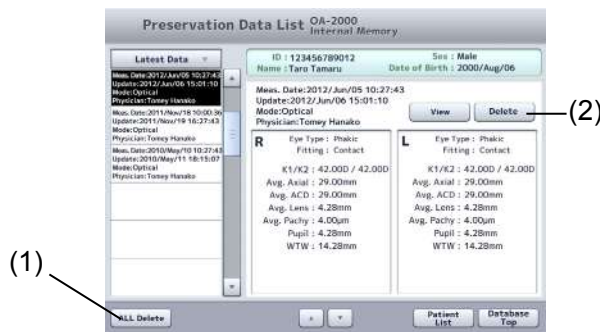 Preservation Data List OA-2000
Internal Memory
Latest Data
ID : 123456789012 Sex : Male
Name : Taro Tamaru Date of Birth : 2000/Aug/06
Meas. Date:2012/Jun/05 10:27:43
Update:2012/Jun/06 15:01:10
Mode:Optical
Physician:Tomey Hanako
Meas. Date:2011/Nov/18 10:00:36
Update:2011/Nov/19 16:27:43
Mode:Optical
Physician:Tomey Hanako
Meas. Date:2010/May/10 10:27:43
Update:2010/May/11 18:15:07
Mode:Optical
Physician:Tomey Hanako
Meas. Date:2012/Jun/05 10:27:43
Update:2012/Jun/06 15:01:10
Mode:Optical
Physician:Tomey Hanako
View
Delete
(2)
R
Eye Type : Phakic
Fitting : Contact
K1/K2 : 42.00D / 42.00D
Avg. Axial : 29.00mm
Avg. ACD : 29.00mm
Avg. Lens : 4.28mm
Avg. Pachy : 4.00μm
Pupil : 4.28mm
WTW : 14.28mm
L
Eye Type : Phakic
Fitting : Contact
K1/K2 : 42.00D / 42.00D
Avg. Axial : 29.00mm
Avg. ACD : 29.00mm
Avg. Lens : 4.28mm
Avg. Pachy : 4.00μm
Pupil : 4.28mm
WTW : 14.28mm
(1)
ALL Delete
Patient
List
Database
Top